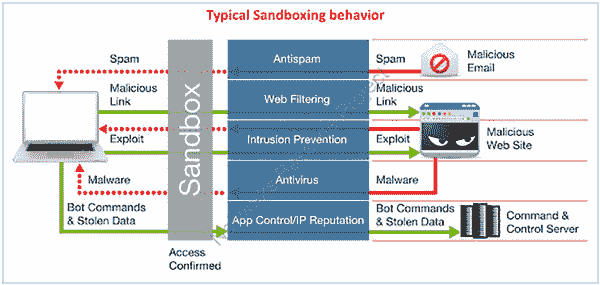 Typical Sandboxing behavior
Spam
Antispam
Spam
Malicious
Email
Malicious
Link
Web Filtering
Malicious
Link
Sandbox
Exploit
Intrusion Prevention
Exploit
Malicious
Web Site
Malware
Antivirus
Malware
Bot Commands
& Stolen Data
App Control/IP Reputation
Bot Commands
& Stolen Data
Command &
Control Server
Access
Confirmed